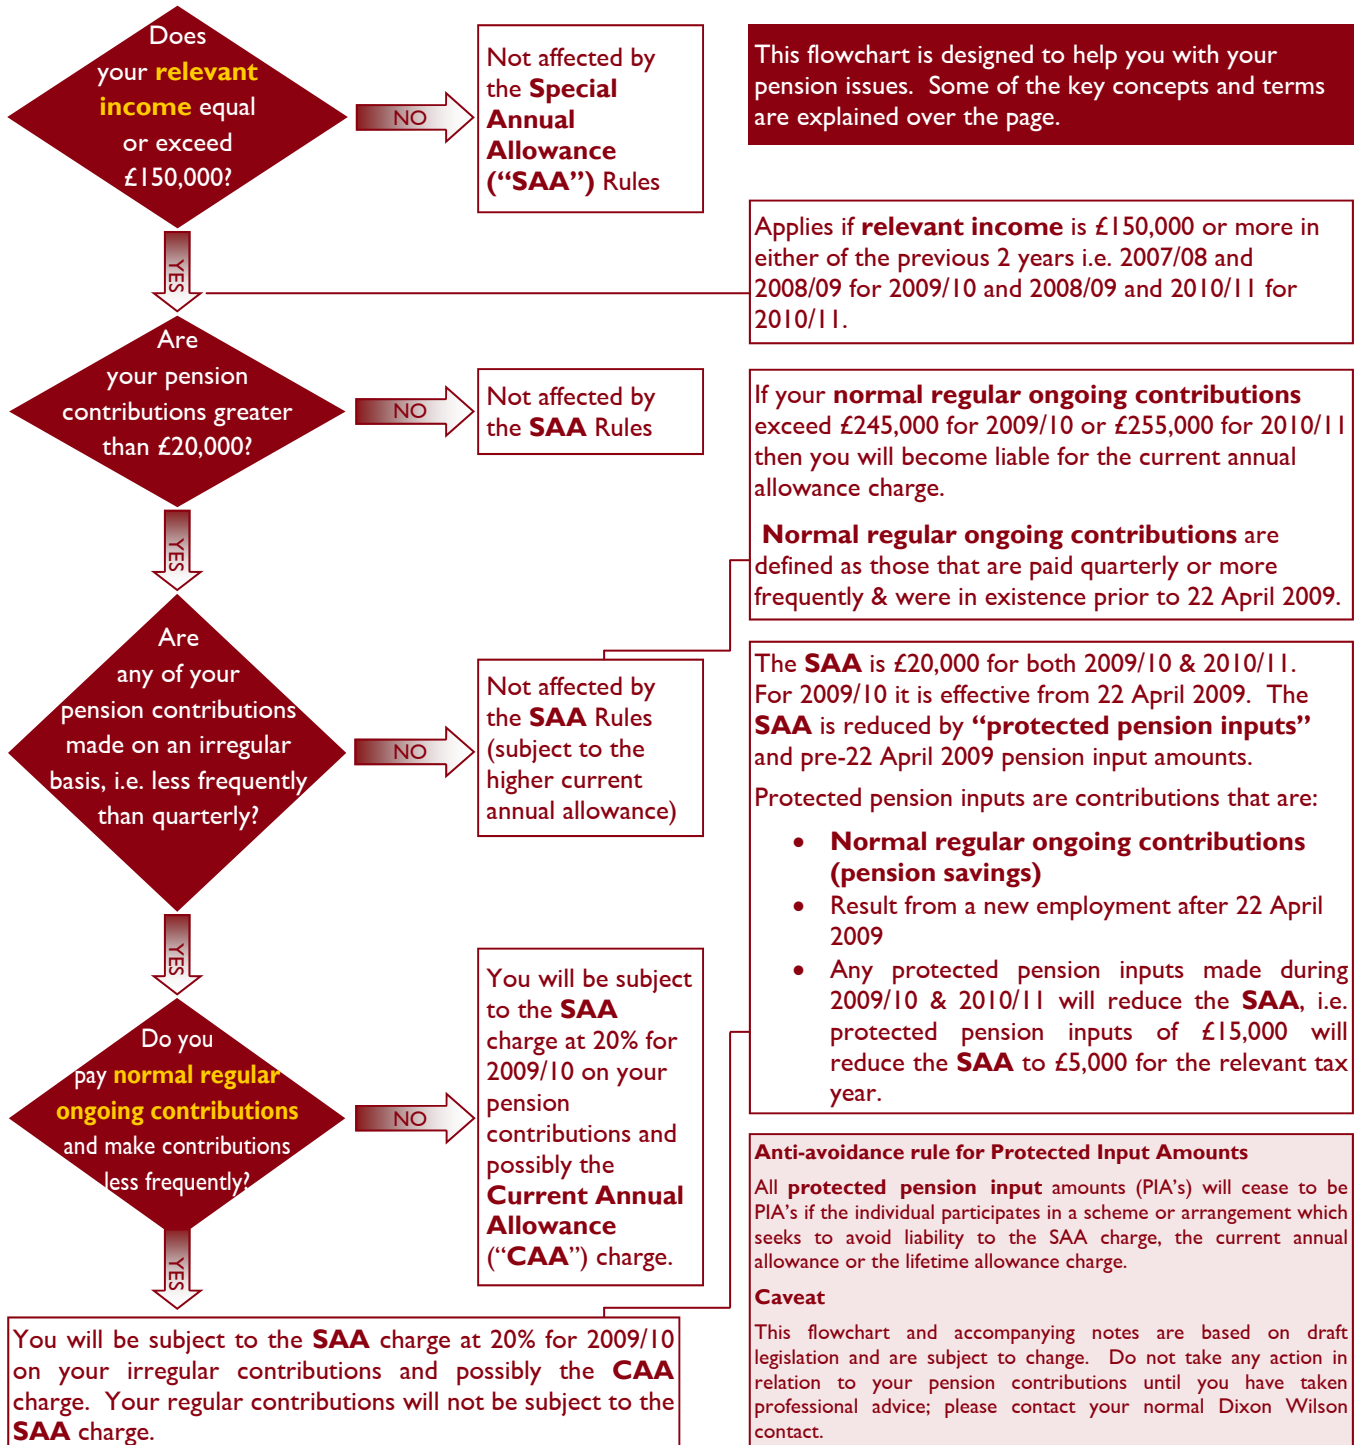 Does
your relevant
income equal
or exceed
£150,000?
NO
Not affected by
the Special
Annual
Allowance
(“SAA”) Rules
This flowchart is designed to help you with your
pension issues.  Some of the key concepts and terms
are explained over the page.
YES
Applies if relevant income is £150,000 or more in
either of the previous 2 years i.e. 2007/08 and
2008/09 for 2009/10 and 2008/09 and 2010/11 for
2010/11.
Are
your pension
contributions greater
than £20,000?
NO
Not affected by
the SAA Rules
If your normal regular ongoing contributions
exceed £245,000 for 2009/10 or £255,000 for 2010/11
then you will become liable for the current annual
allowance charge.
Normal regular ongoing contributions are
defined as those that are paid quarterly or more
frequently & were in existence prior to 22 April 2009.
YES
Are
any of your
pension contributions
made on an irregular
basis, i.e. less frequently
than quarterly?
NO
Not affected by
the SAA Rules
(subject to the
higher current
annual allowance)
The SAA is £20,000 for both 2009/10 & 2010/11.
For 2009/10 it is effective from 22 April 2009.  The
SAA is reduced by “protected pension inputs”
and pre-22 April 2009 pension input amounts.
Protected pension inputs are contributions that are:
• Normal regular ongoing contributions
(pension savings)
• Result from a new employment after 22 April
2009
• Any protected pension inputs made during
2009/10 & 2010/11 will reduce the SAA, i.e.
protected pension inputs of £15,000 will
reduce the SAA to £5,000 for the relevant tax
year.
YES
Do you
pay normal regular
ongoing contributions
and make contributions
less frequently?
NO
You will be subject
to the SAA
charge at 20% for
2009/10 on your
pension
contributions and
possibly the
Current Annual
Allowance
(“CAA”) charge.
YES
You will be subject to the SAA charge at 20% for 2009/10
on your irregular contributions and possibly the CAA
charge.  Your regular contributions will not be subject to the
SAA charge.
Anti-avoidance rule for Protected Input Amounts
All protected pension input amounts (PIA’s) will cease to be
PIA’s if the individual participates in a scheme or arrangement which
seeks to avoid liability to the SAA charge, the current annual
allowance or the lifetime allowance charge.
Caveat
This flowchart and accompanying notes are based on draft
legislation and are subject to change.  Do not take any action in
relation to your pension contributions until you have taken
professional advice; please contact your normal Dixon Wilson
contact.